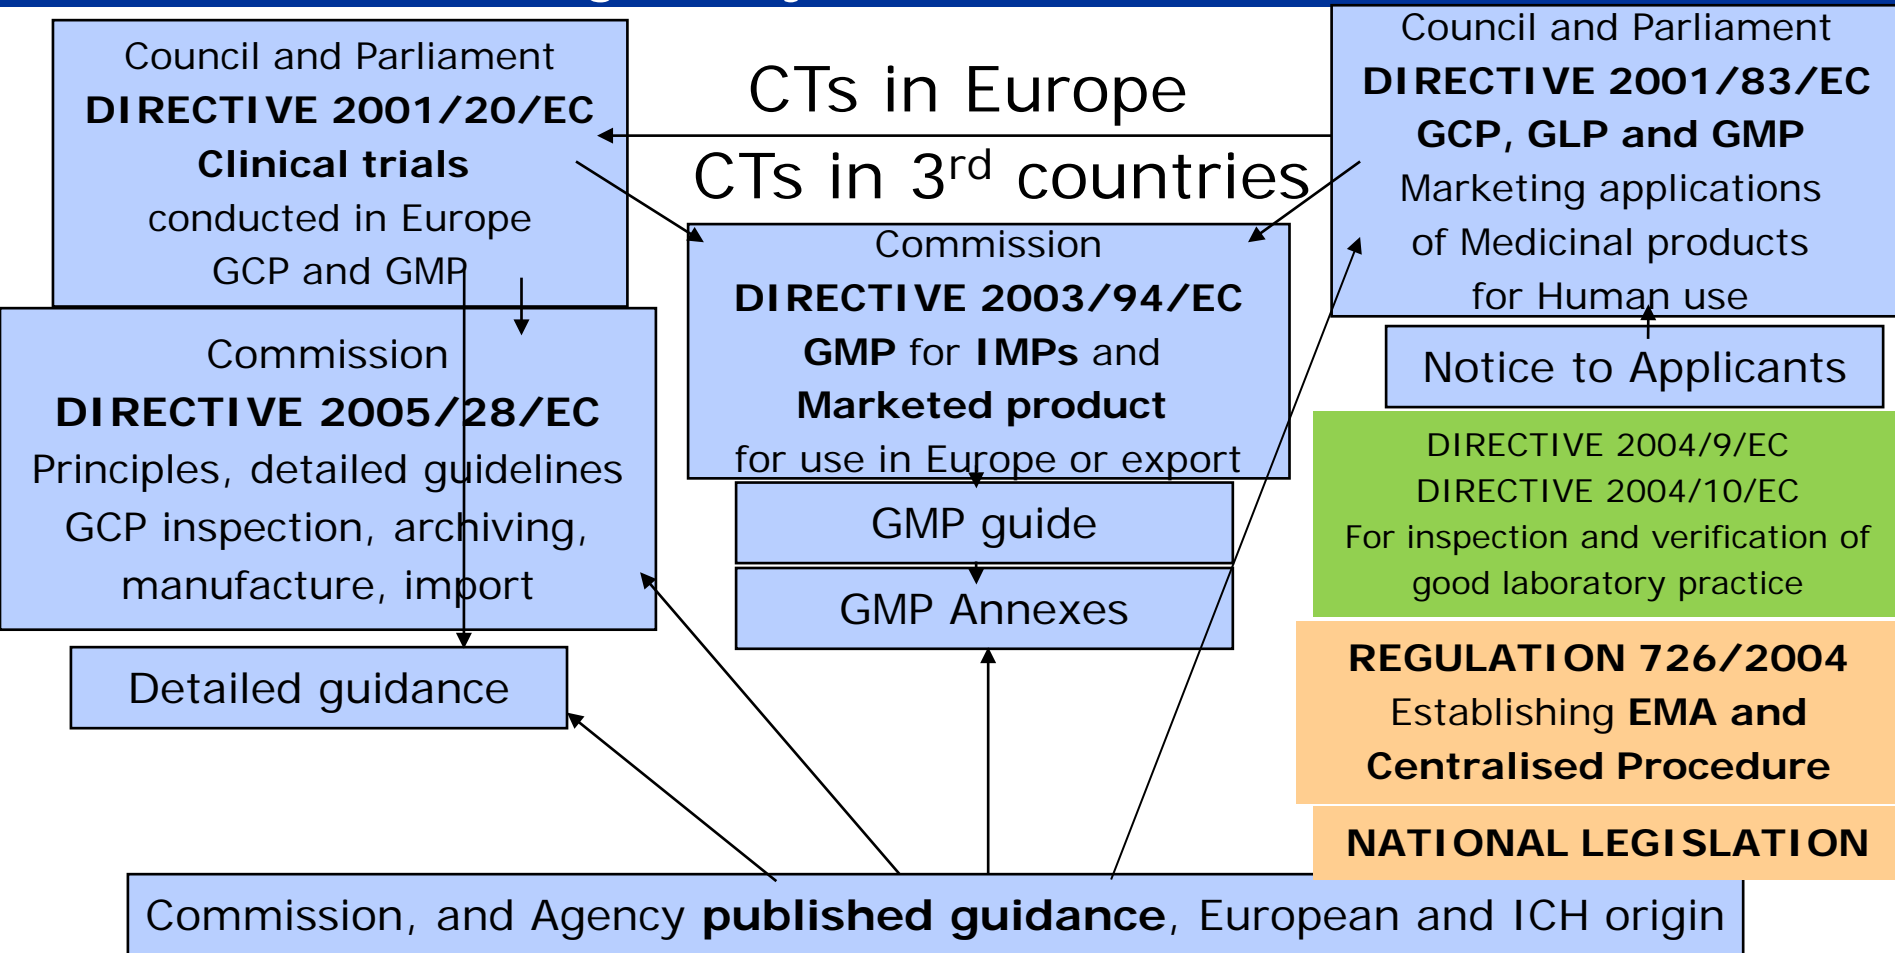 Council and Parliament
DIRECTIVE 2001/20/EC
Clinical trials
conducted in Europe
GCP and GMP
CTs in Europe
CTs in 3rd countries
Council and Parliament
DIRECTIVE 2001/83/EC
GCP, GLP and GMP
Marketing applications
of Medicinal products
for Human use
Commission
DIRECTIVE 2005/28/EC
Principles, detailed guidelines
GCP inspection, archiving,
manufacture, import
Commission
DIRECTIVE 2003/94/EC
GMP for IMPs and
Marketed product
for use in Europe or export
Notice to Applicants
GMP guide
GMP Annexes
DIRECTIVE 2004/9/EC
DIRECTIVE 2004/10/EC
For inspection and verification of
good laboratory practice
Detailed guidance
REGULATION 726/2004
Establishing EMA and
Centralised Procedure
NATIONAL LEGISLATION
Commission, and Agency published guidance, European and ICH origin